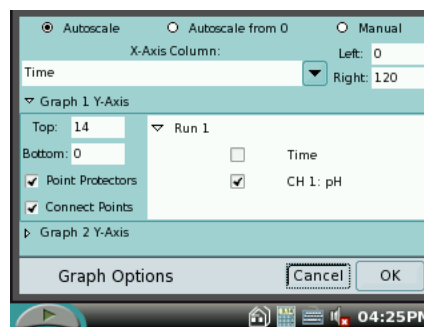 Autoscale Autoscale from 0 Manual
X-Axis Column: Left: 0
Time Right: 120
Graph 1 Y-Axis
Top: 14 Run 1
Bottom: 0 Time
Point Protectors CH 1: pH
Connect Points
Graph 2 Y-Axis
Graph Options Cancel OK
04:25PM